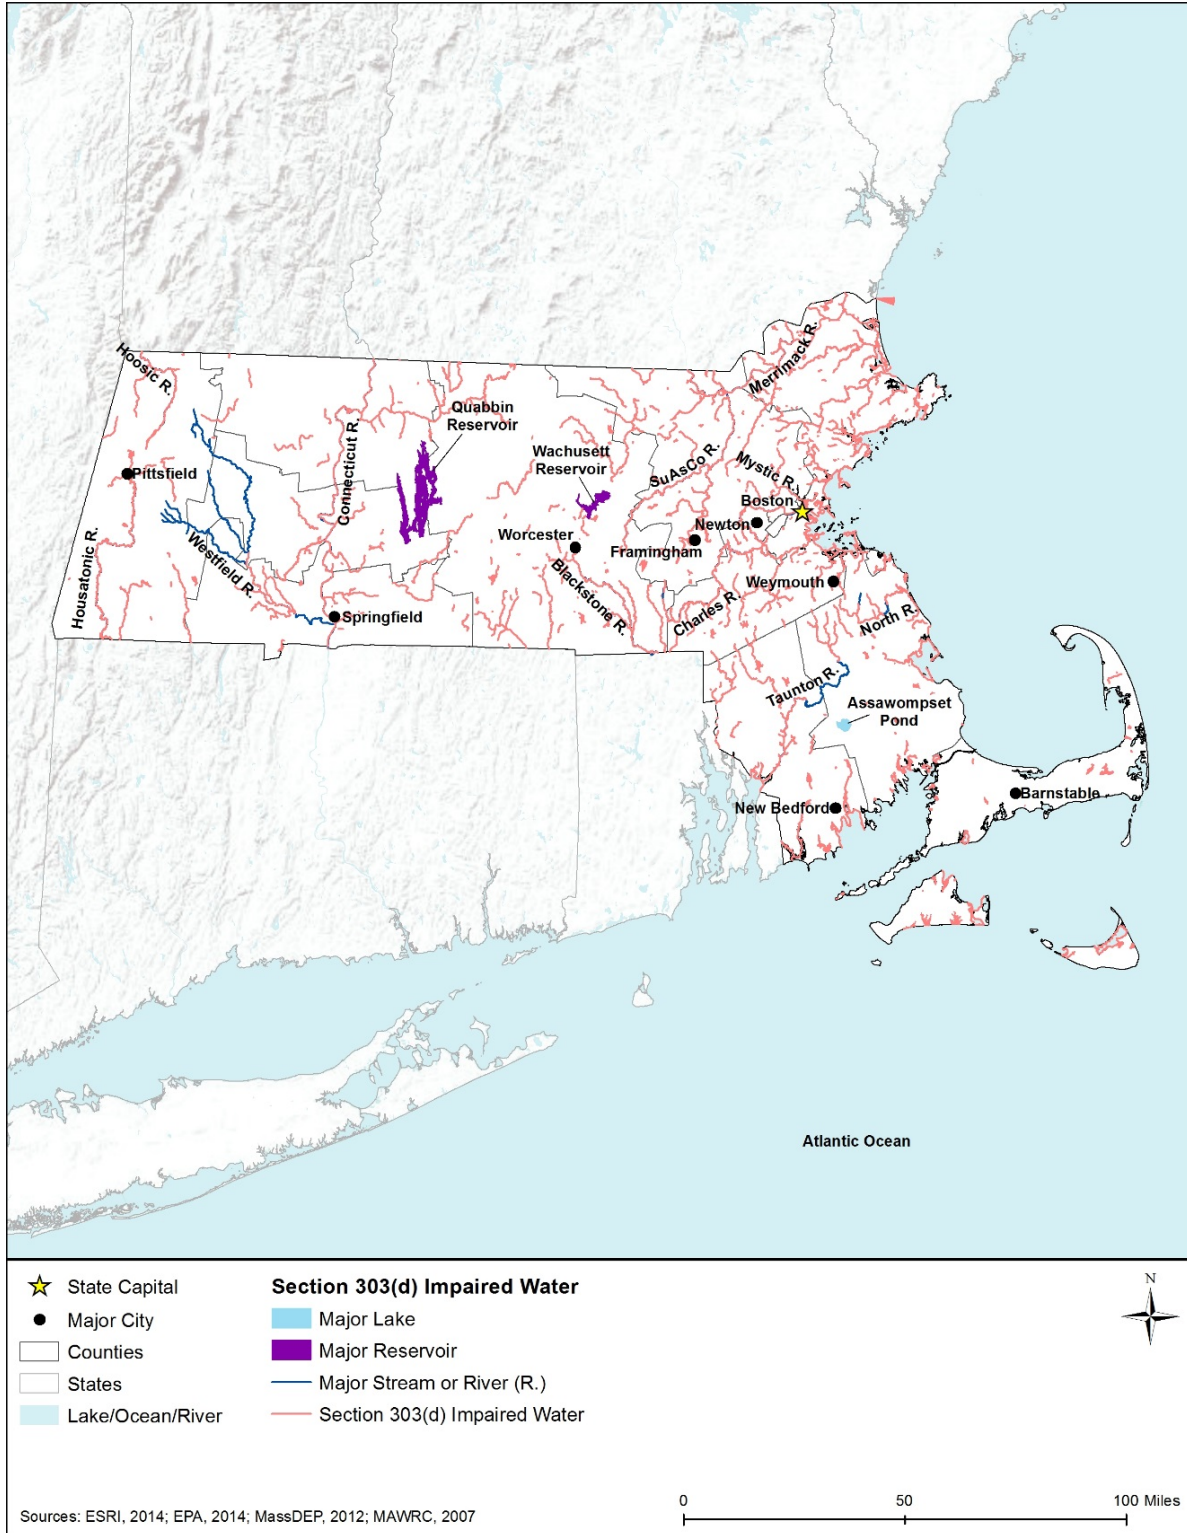 Hoosic R.
Merrimack R.
Quabbin
Reservoir
Connecticut R.
Wachusett
Reservoir
SuAsCo R.
Mystic R.
Pittsfield
Boston
Newton
Worcester
Framingham
Housatonic R.
Westfield R.
Blackstone R.
Weymouth
Springfield
Charles R.
North R.
Taunton R.
Assawompset
Pond
New Bedford
Barnstable
Atlantic Ocean
State Capital
Major City
Counties
States
Lake/Ocean/River
Section 303(d) Impaired Water
Major Lake
Major Reservoir
Major Stream or River (R.)
Section 303(d) Impaired Water
N
0 50 100 Miles
Sources: ESRI, 2014; EPA, 2014; MassDEP, 2012; MAWRC, 2007